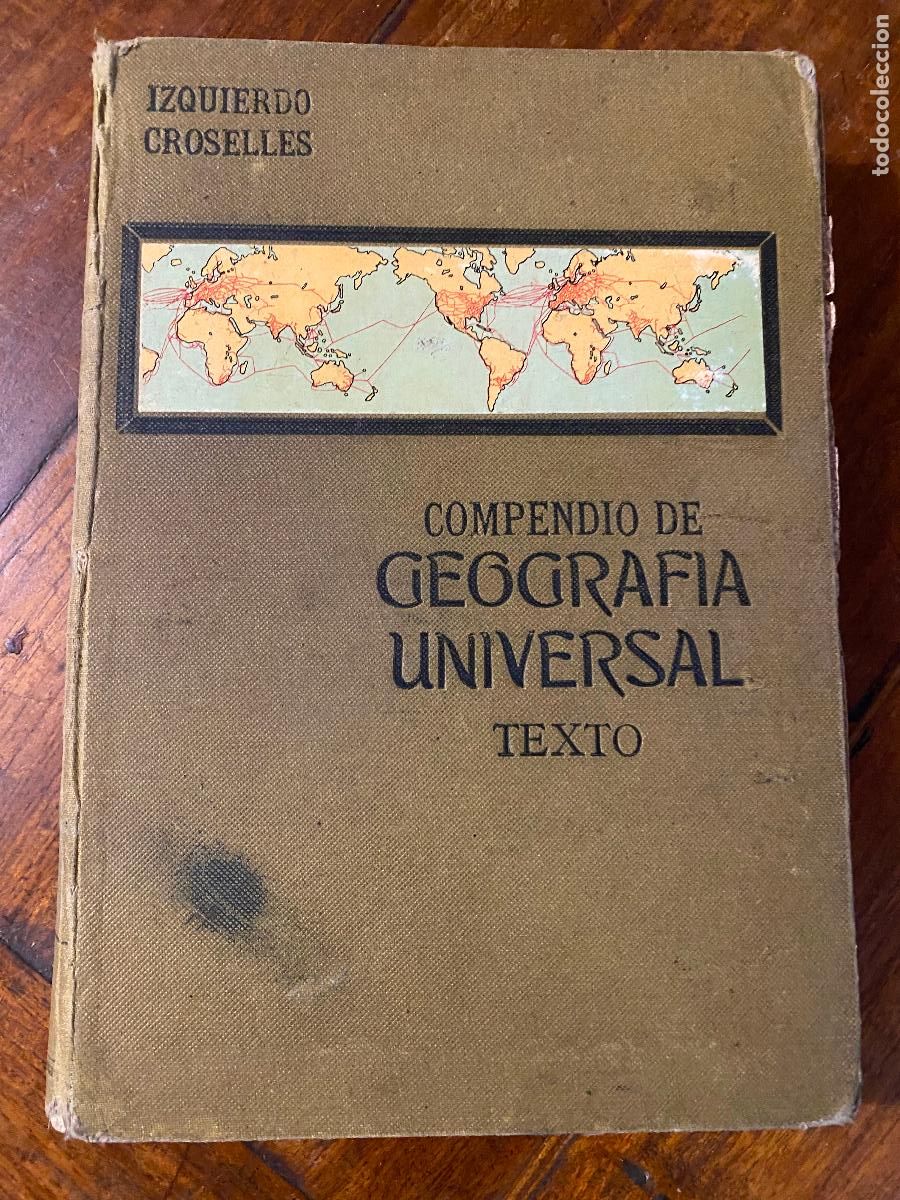 IZQUIERDO
CROSELLES
COMPENDIO DE
GEOGRAFIA
UNIVERSAL
TEXTO
todocoleccion